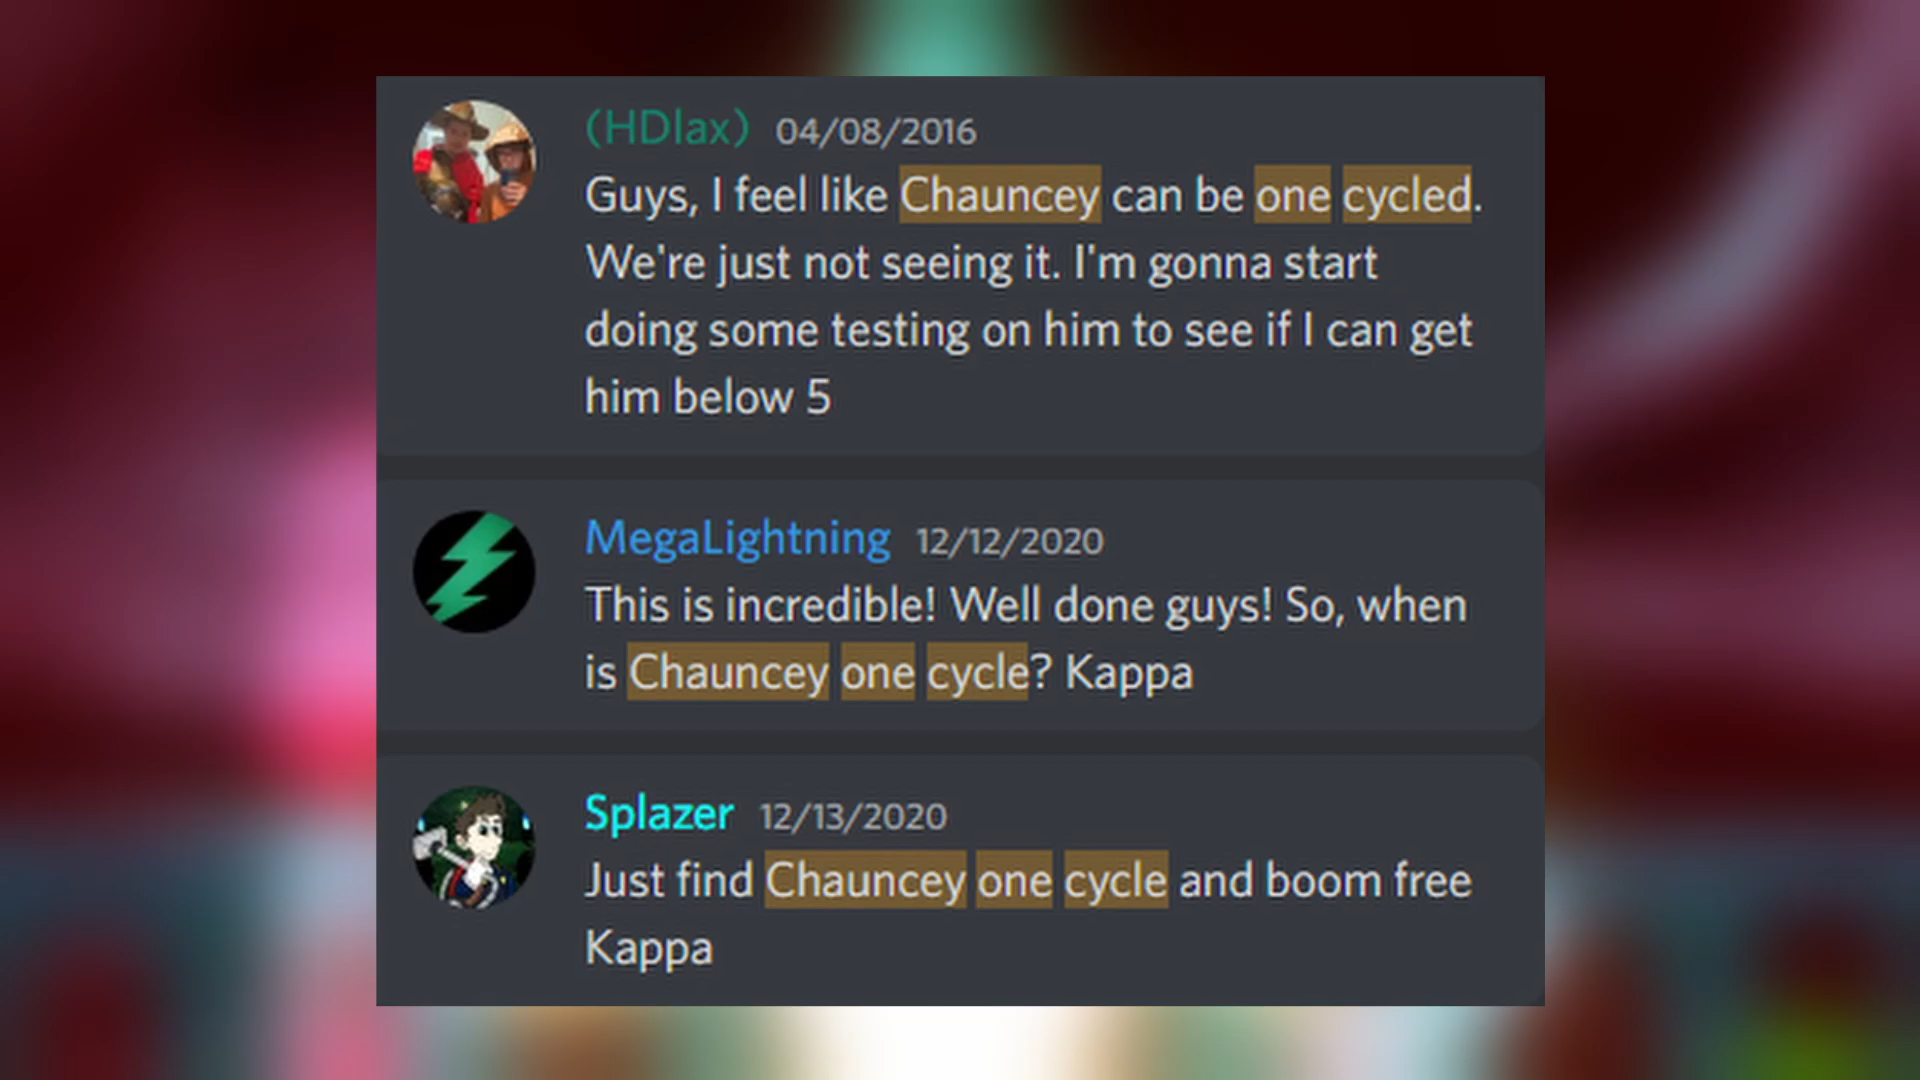 (HDlax) 04/08/2016
Guys, I feel like Chauncey can be one cycled.
We're just not seeing it. I'm gonna start
doing some testing on him to see if I can get
him below 5
MegaLightning 12/12/2020
This is incredible! Well done guys! So, when
is Chauncey one cycle? Kappa
Splazer 12/13/2020
Just find Chauncey one cycle and boom free
Kappa